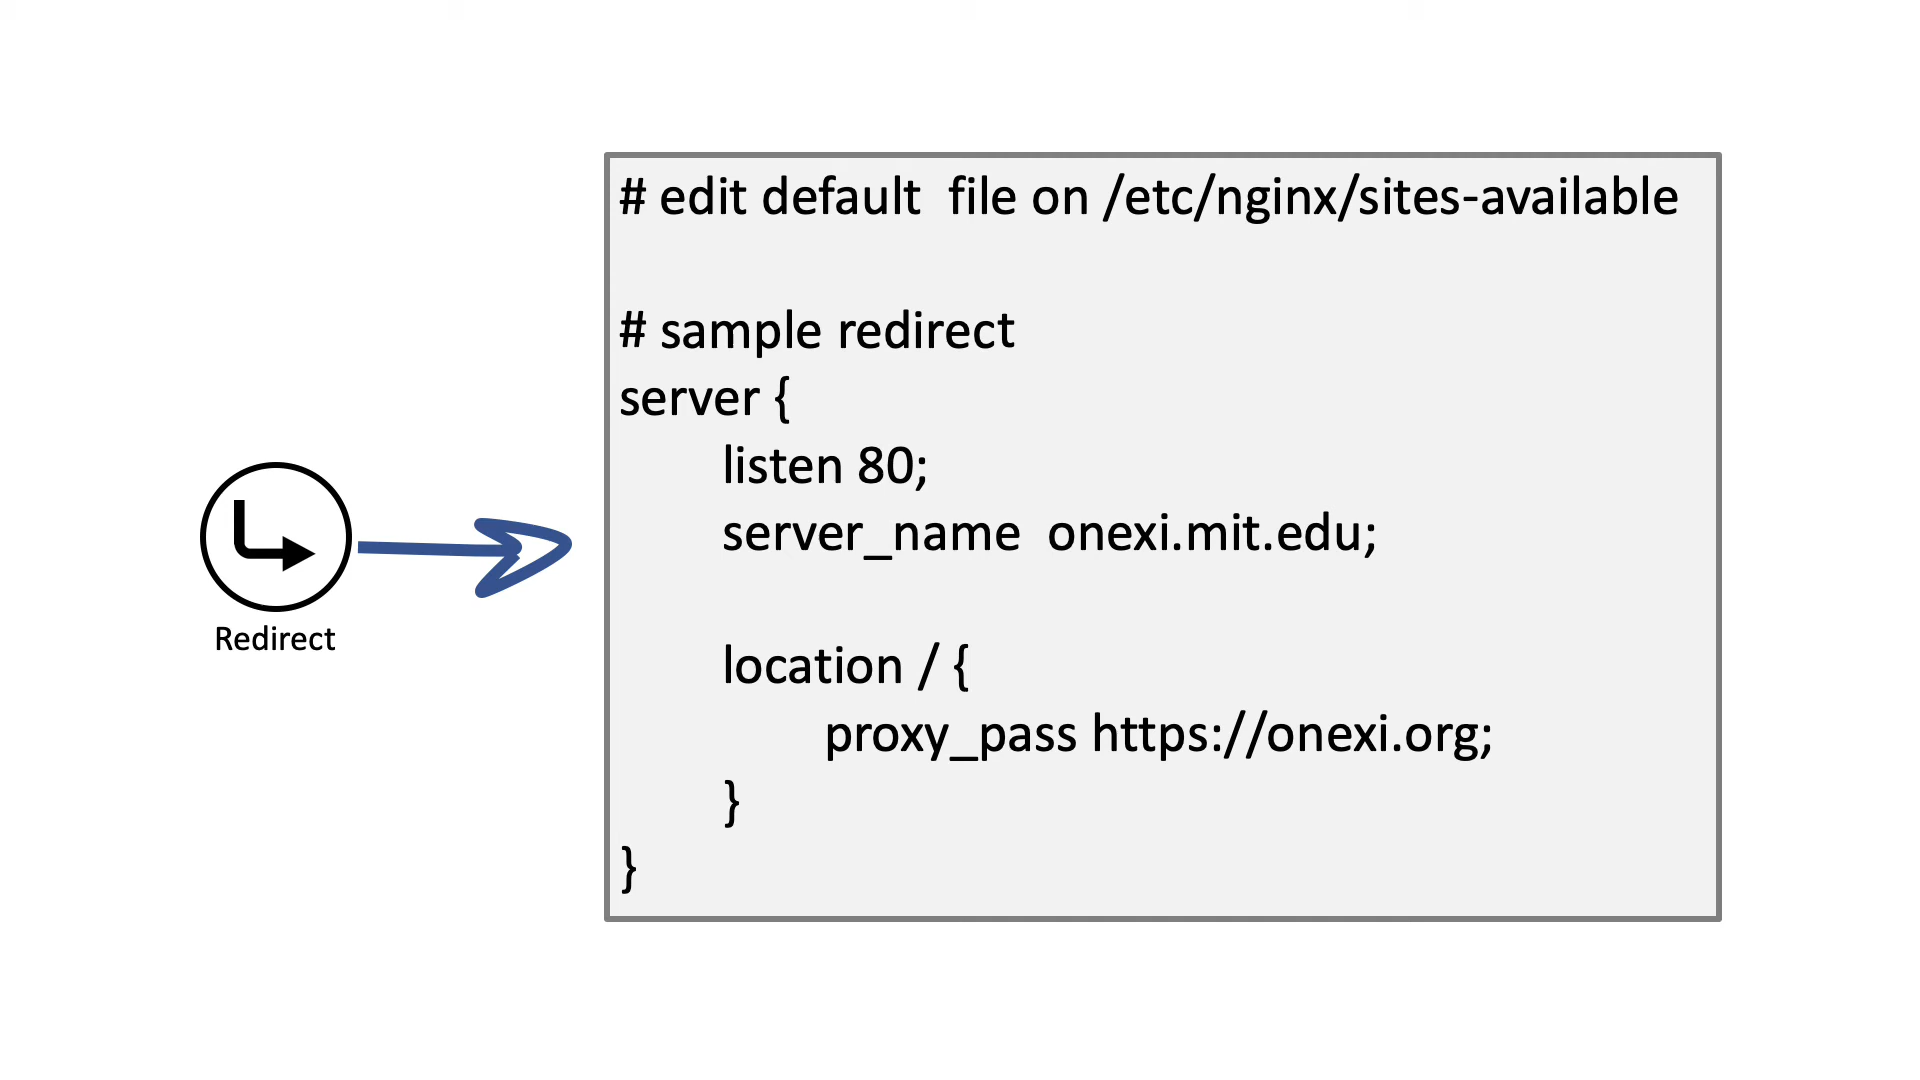 # edit default  file on /etc/nginx/sites-available
# sample redirect
server {
listen 80;
server_name  onexi.mit.edu;
location / {
proxy_pass https://onexi.org;
}
}
Redirect